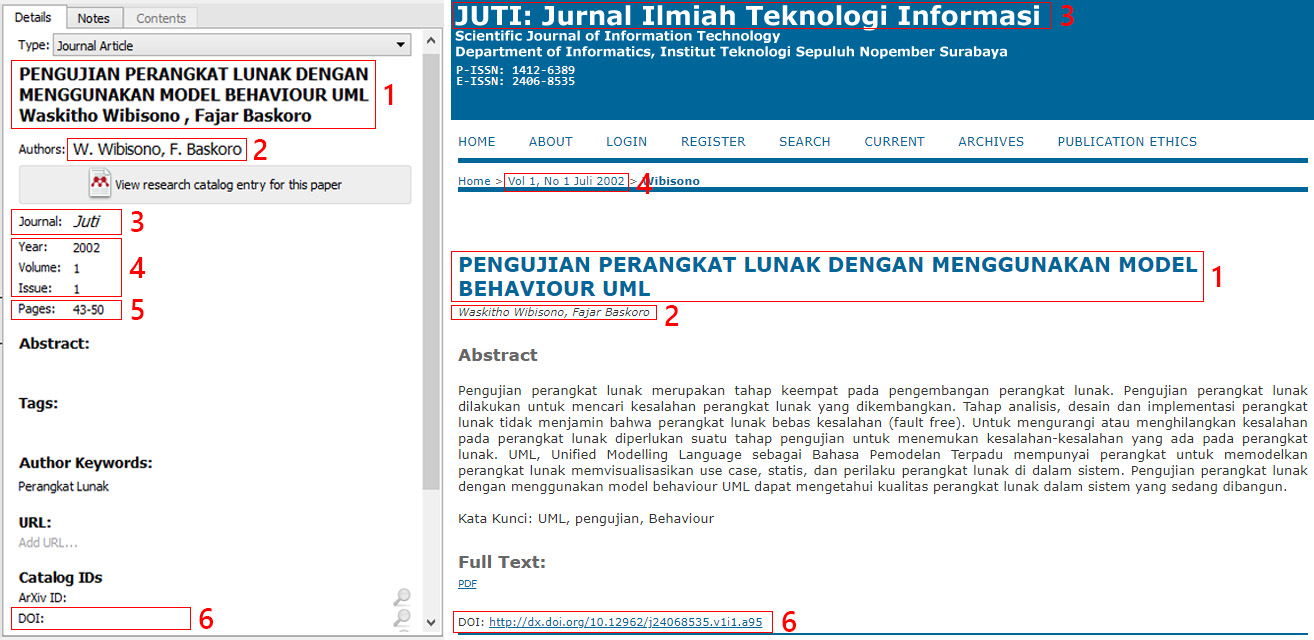 Details Notes Contents
Type: Journal Article
PENGUJIAN PERANGKAT LUNAK DENGAN
MENGGUNAKAN MODEL BEHAVIOUR UML
Waskitho Wibisono , Fajar Baskoro
1
Authors: W. Wibisono, F. Baskoro 2
View research catalog entry for this paper
Journal: Juti 3
Year: 2002
Volume: 1 4
Issue: 1
Pages: 43-50 5
Abstract:
Tags:
Author Keywords:
Perangkat Lunak
URL:
Add URL...
Catalog IDs
ArXiv ID:
DOI: 6
JUTI: Jurnal Ilmiah Teknologi Informasi 3
Scientific Journal of Information Technology
Department of Informatics, Institut Teknologi Sepuluh Nopember Surabaya
P-ISSN: 1412-6389
E-ISSN: 2406-8535
HOME ABOUT LOGIN REGISTER SEARCH CURRENT ARCHIVES PUBLICATION ETHICS
Home > Vol 1, No 1 Juli 2002 > Wibisono
4
PENGUJIAN PERANGKAT LUNAK DENGAN MENGGUNAKAN MODEL
BEHAVIOUR UML
1
Waskitho Wibisono, Fajar Baskoro 2
Abstract
Pengujian perangkat lunak merupakan tahap keempat pada pengembangan perangkat lunak. Pengujian perangkat lunak
dilakukan untuk mencari kesalahan perangkat lunak yang dikembangkan. Tahap analisis, desain dan implementasi perangkat
lunak tidak menjamin bahwa perangkat lunak bebas kesalahan (fault free). Untuk mengurangi atau menghilangkan kesalahan
pada perangkat lunak diperlukan suatu tahap pengujian untuk menemukan kesalahan-kesalahan yang ada pada perangkat
lunak. UML, Unified Modelling Language sebagai Bahasa Pemodelan Terpadu mempunyai perangkat untuk memodelkan
perangkat lunak memvisualisasikan use case, statis, dan perilaku perangkat lunak di dalam sistem. Pengujian perangkat lunak
dengan menggunakan model behaviour UML dapat mengetahui kualitas perangkat lunak dalam sistem yang sedang dibangun.
Kata Kunci: UML, pengujian, Behaviour
Full Text:
PDF
DOI: http://dx.doi.org/10.12962/j24068535.v1i1.a95 6